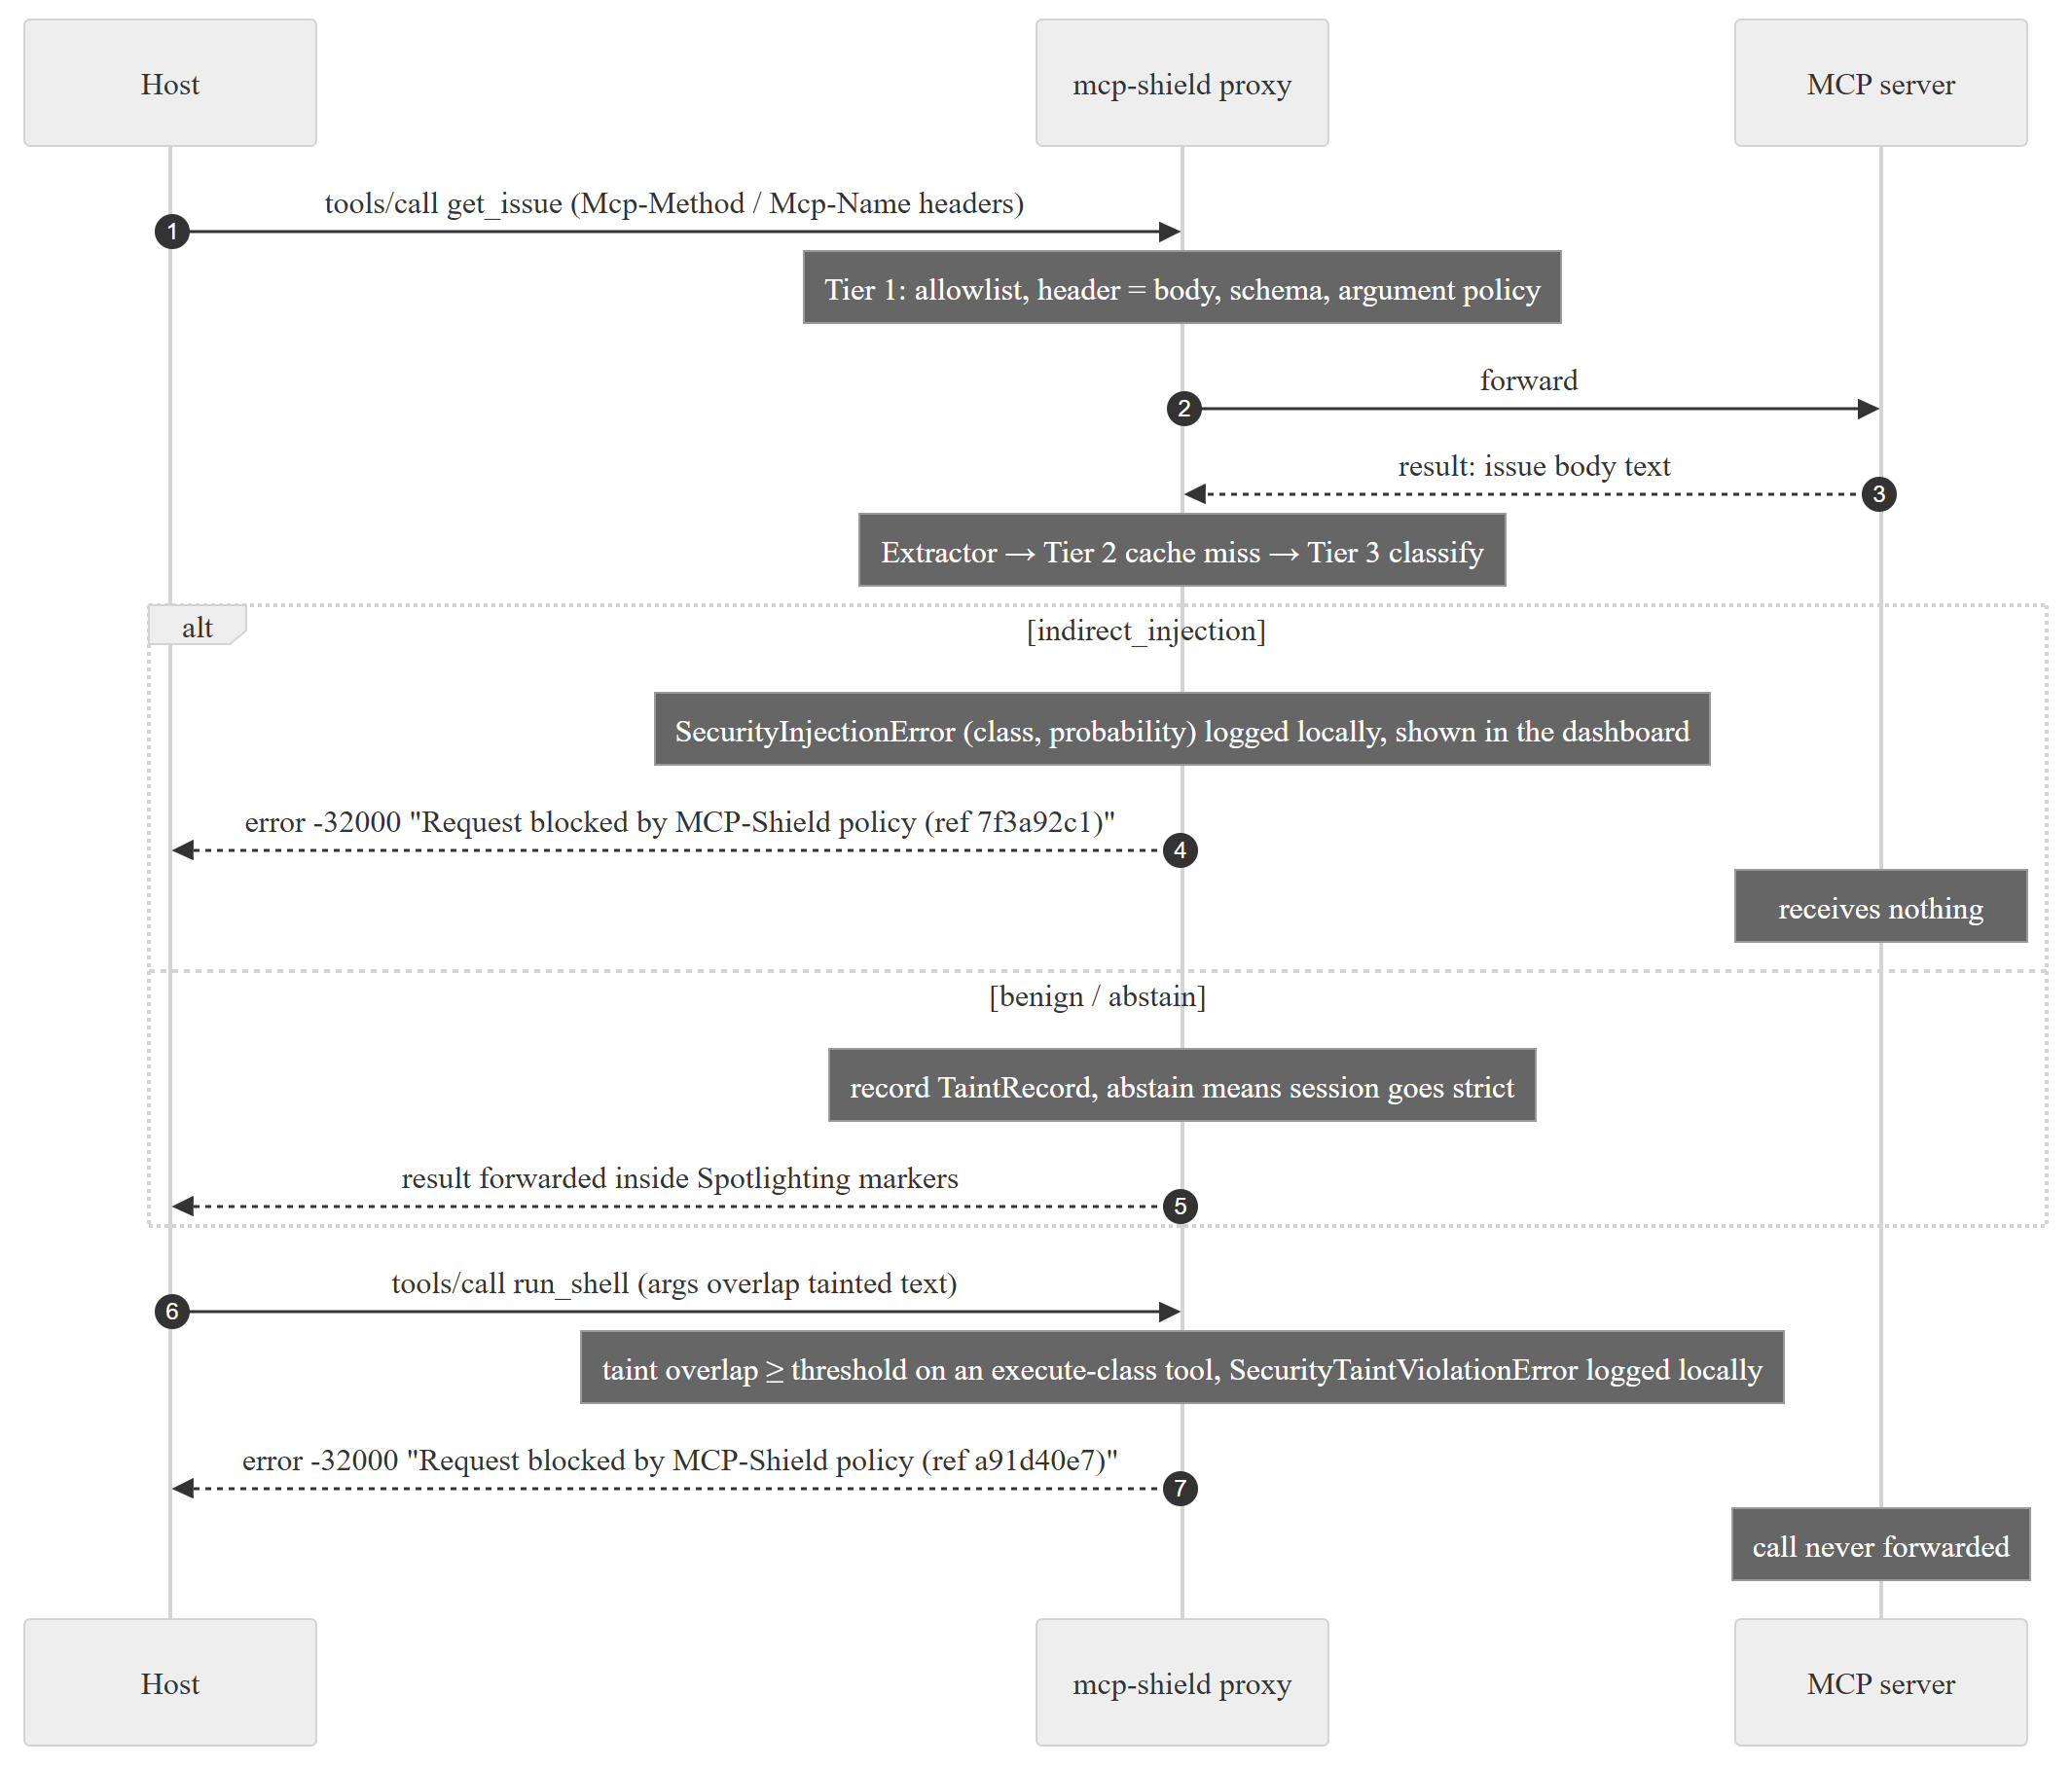 Host
mcp-shield proxy
MCP server
tools/call get_issue (Mcp-Method / Mcp-Name headers)
1
Tier 1: allowlist, header = body, schema, argument policy
forward
2
result: issue body text
3
Extractor → Tier 2 cache miss → Tier 3 classify
alt
[indirect_injection]
SecurityInjectionError (class, probability) logged locally, shown in the dashboard
error -32000 "Request blocked by MCP-Shield policy (ref 7f3a92c1)"
4
receives nothing
[benign / abstain]
record TaintRecord, abstain means session goes strict
result forwarded inside Spotlighting markers
5
tools/call run_shell (args overlap tainted text)
6
taint overlap ≥ threshold on an execute-class tool, SecurityTaintViolationError logged locally
error -32000 "Request blocked by MCP-Shield policy (ref a91d40e7)"
7
call never forwarded
Host
mcp-shield proxy
MCP server